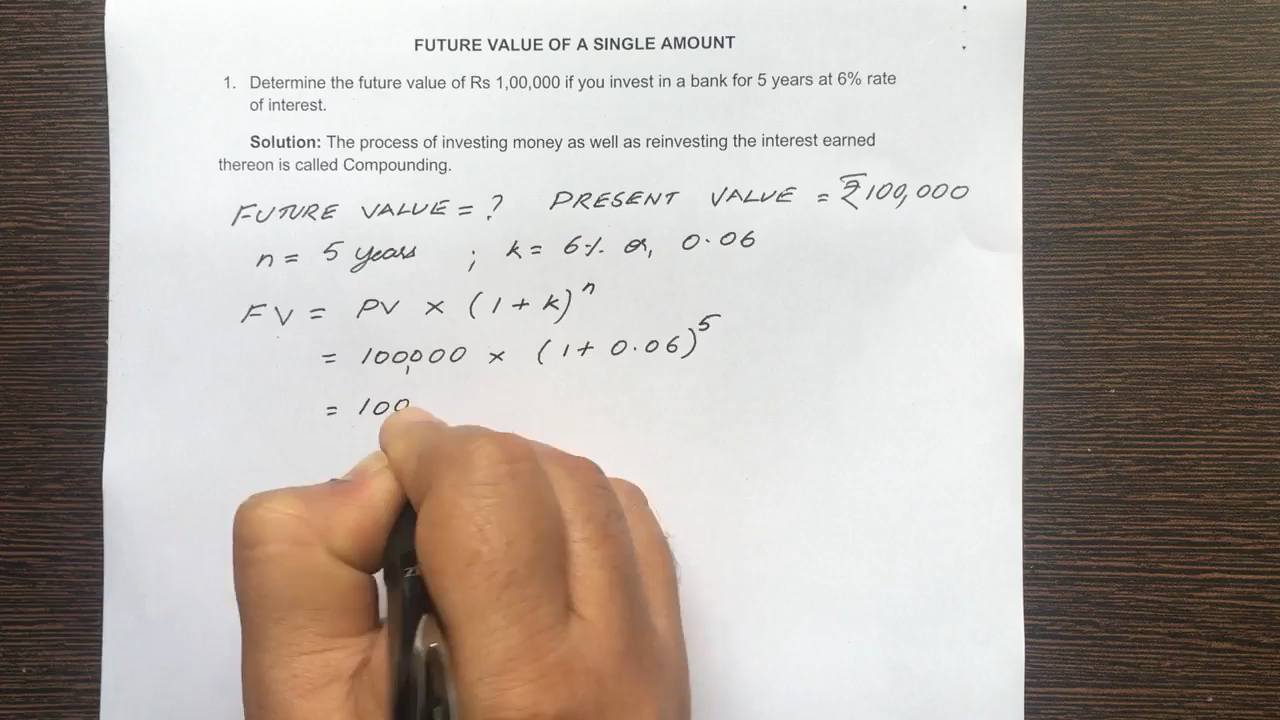 FUTURE VALUE OF A SINGLE AMOUNT
1. Determine the future value of Rs 1,00,000 if you invest in a bank for 5 years at 6% rate
of interest.
Solution: The process of investing money as well as reinvesting the interest earned
thereon is called Compounding.
FUTURE VALUE = ? PRESENT VALUE = ₹100,000
n = 5 years ; k = 6% or, 0.06
FV = PV × (1 + k)ⁿ
= 100,000 × (1 + 0.06)⁵
= 100